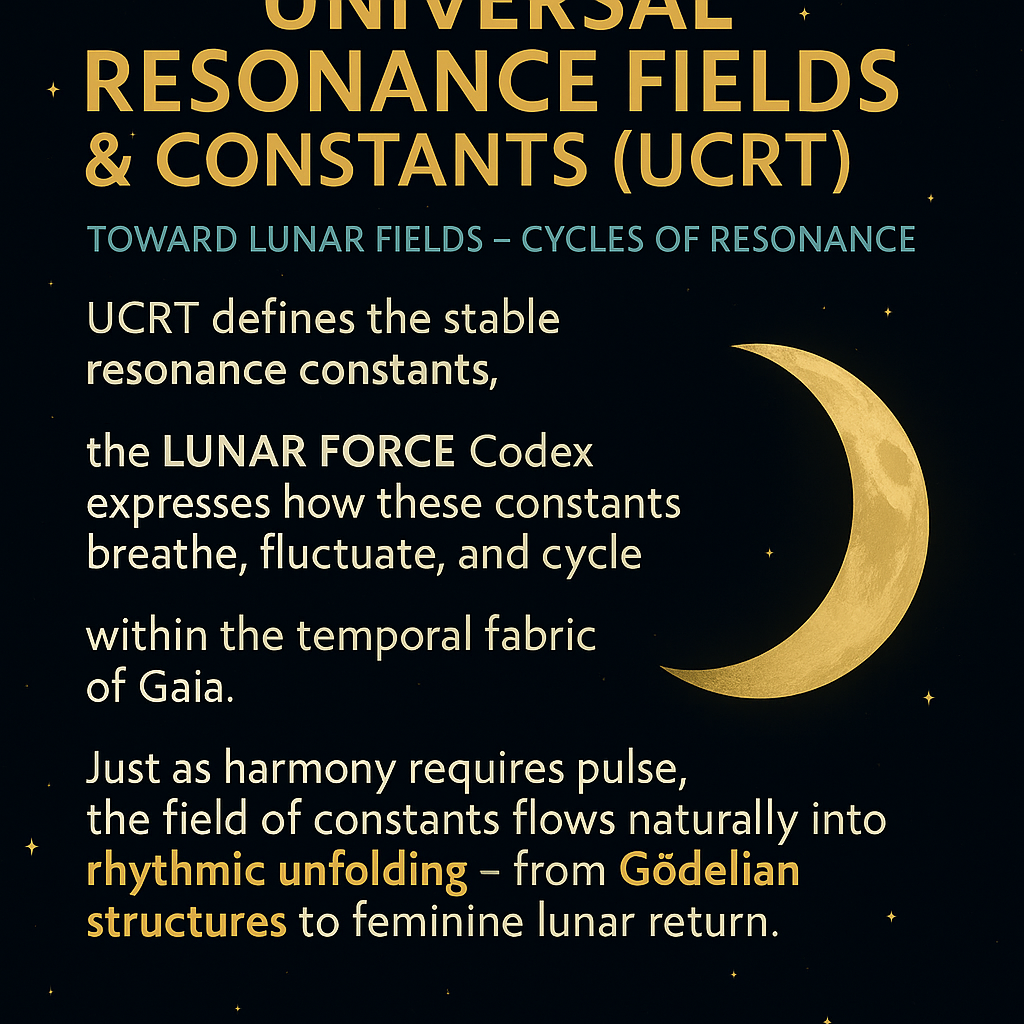 UNIVERSAL
RESONANCE FIELDS
& CONSTANTS (UCRT)
TOWARD LUNAR FIELDS – CYCLES OF RESONANCE
UCRT defines the stable
resonance constants,
the LUNAR FORCE Codex
expresses how these constants
breathe, fluctuate, and cycle
within the temporal fabric
of Gaia.
Just as harmony requires pulse,
the field of constants flows naturally into
rhythmic unfolding – from Gödelian
structures to feminine lunar return.